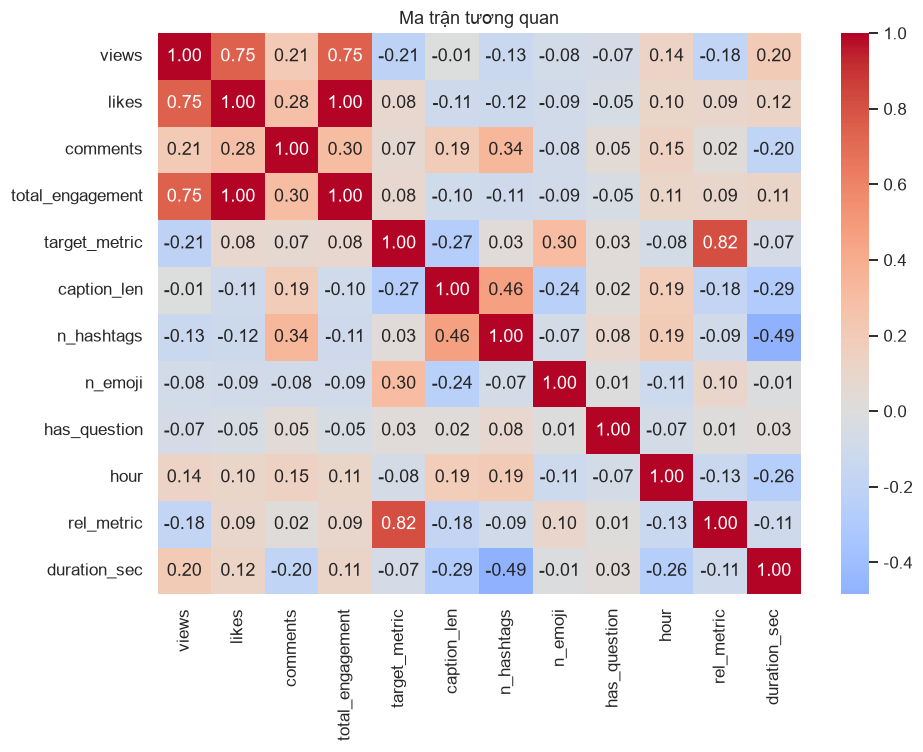 Ma trận tương quan
views 1.00 0.75 0.21 0.75 -0.21 -0.01 -0.13 -0.08 -0.07 0.14 -0.18 0.20
likes 0.75 1.00 0.28 1.00 0.08 -0.11 -0.12 -0.09 -0.05 0.10 0.09 0.12
comments 0.21 0.28 1.00 0.30 0.07 0.19 0.34 -0.08 0.05 0.15 0.02 -0.20
total_engagement 0.75 1.00 0.30 1.00 0.08 -0.10 -0.11 -0.09 -0.05 0.11 0.09 0.11
target_metric -0.21 0.08 0.07 0.08 1.00 -0.27 0.03 0.30 0.03 -0.08 0.82 -0.07
caption_len -0.01 -0.11 0.19 -0.10 -0.27 1.00 0.46 -0.24 0.02 0.19 -0.18 -0.29
n_hashtags -0.13 -0.12 0.34 -0.11 0.03 0.46 1.00 -0.07 0.08 0.19 -0.09 -0.49
n_emoji -0.08 -0.09 -0.08 -0.09 0.30 -0.24 -0.07 1.00 0.01 -0.11 0.10 -0.01
has_question -0.07 -0.05 0.05 -0.05 0.03 0.02 0.08 0.01 1.00 -0.07 0.01 0.03
hour 0.14 0.10 0.15 0.11 -0.08 0.19 0.19 -0.11 -0.07 1.00 -0.13 -0.26
rel_metric -0.18 0.09 0.02 0.09 0.82 -0.18 -0.09 0.10 0.01 -0.13 1.00 -0.11
duration_sec 0.20 0.12 -0.20 0.11 -0.07 -0.29 -0.49 -0.01 0.03 -0.26 -0.11 1.00
views likes comments total_engagement target_metric caption_len n_hashtags n_emoji has_question hour rel_metric duration_sec
1.0
0.8
0.6
0.4
0.2
0.0
-0.2
-0.4